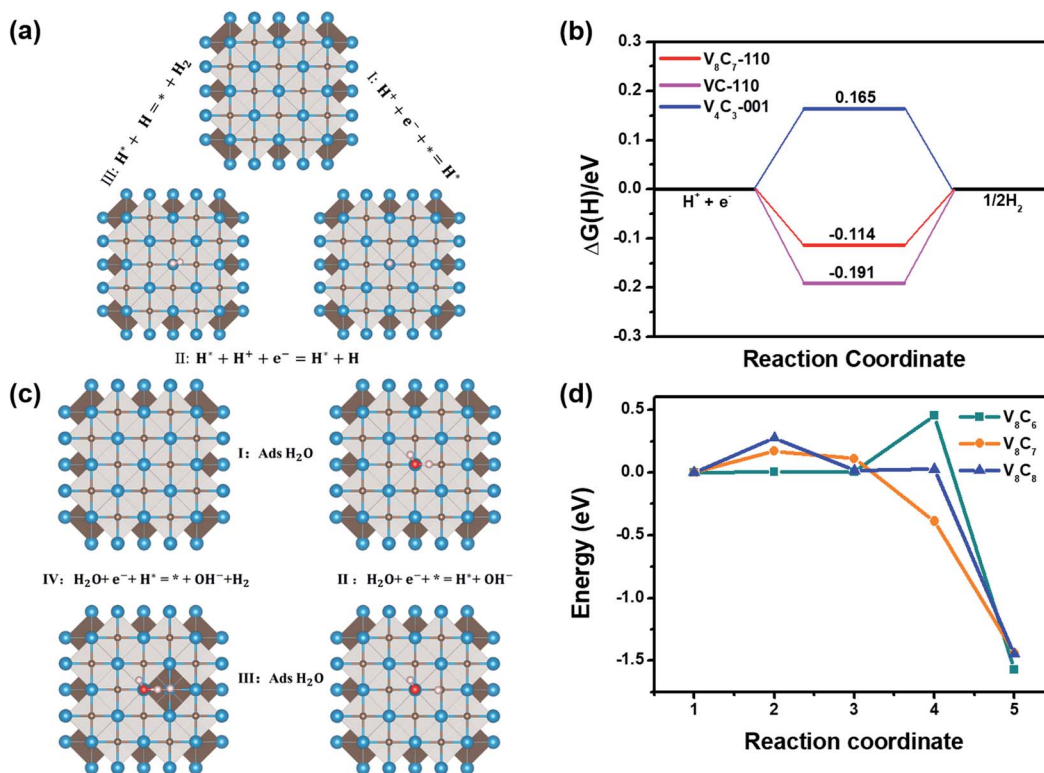 (a)
III: H* + H = * + H₂
I: H⁺ + e⁻ + * = H*
II: H* + H⁺ + e⁻ = H* + H
(b)
0.3
0.2
0.1
0.0
-0.1
-0.2
-0.3
ΔG(H)/eV
V₈C₇-110
VC-110
V₄C₃-001
0.165
H⁺ + e⁻
1/2H₂
-0.114
-0.191
Reaction Coordinate
(c)
I: Ads H₂O
IV: H₂O+ e⁻+ H* = * + OH⁻+H₂
II: H₂O+ e⁻+ * = H*+ OH⁻
III: Ads H₂O
(d)
0.5
0.0
-0.5
-1.0
-1.5
Energy (eV)
V₈C₆
V₈C₇
V₈C₈
1 2 3 4 5
Reaction coordinate